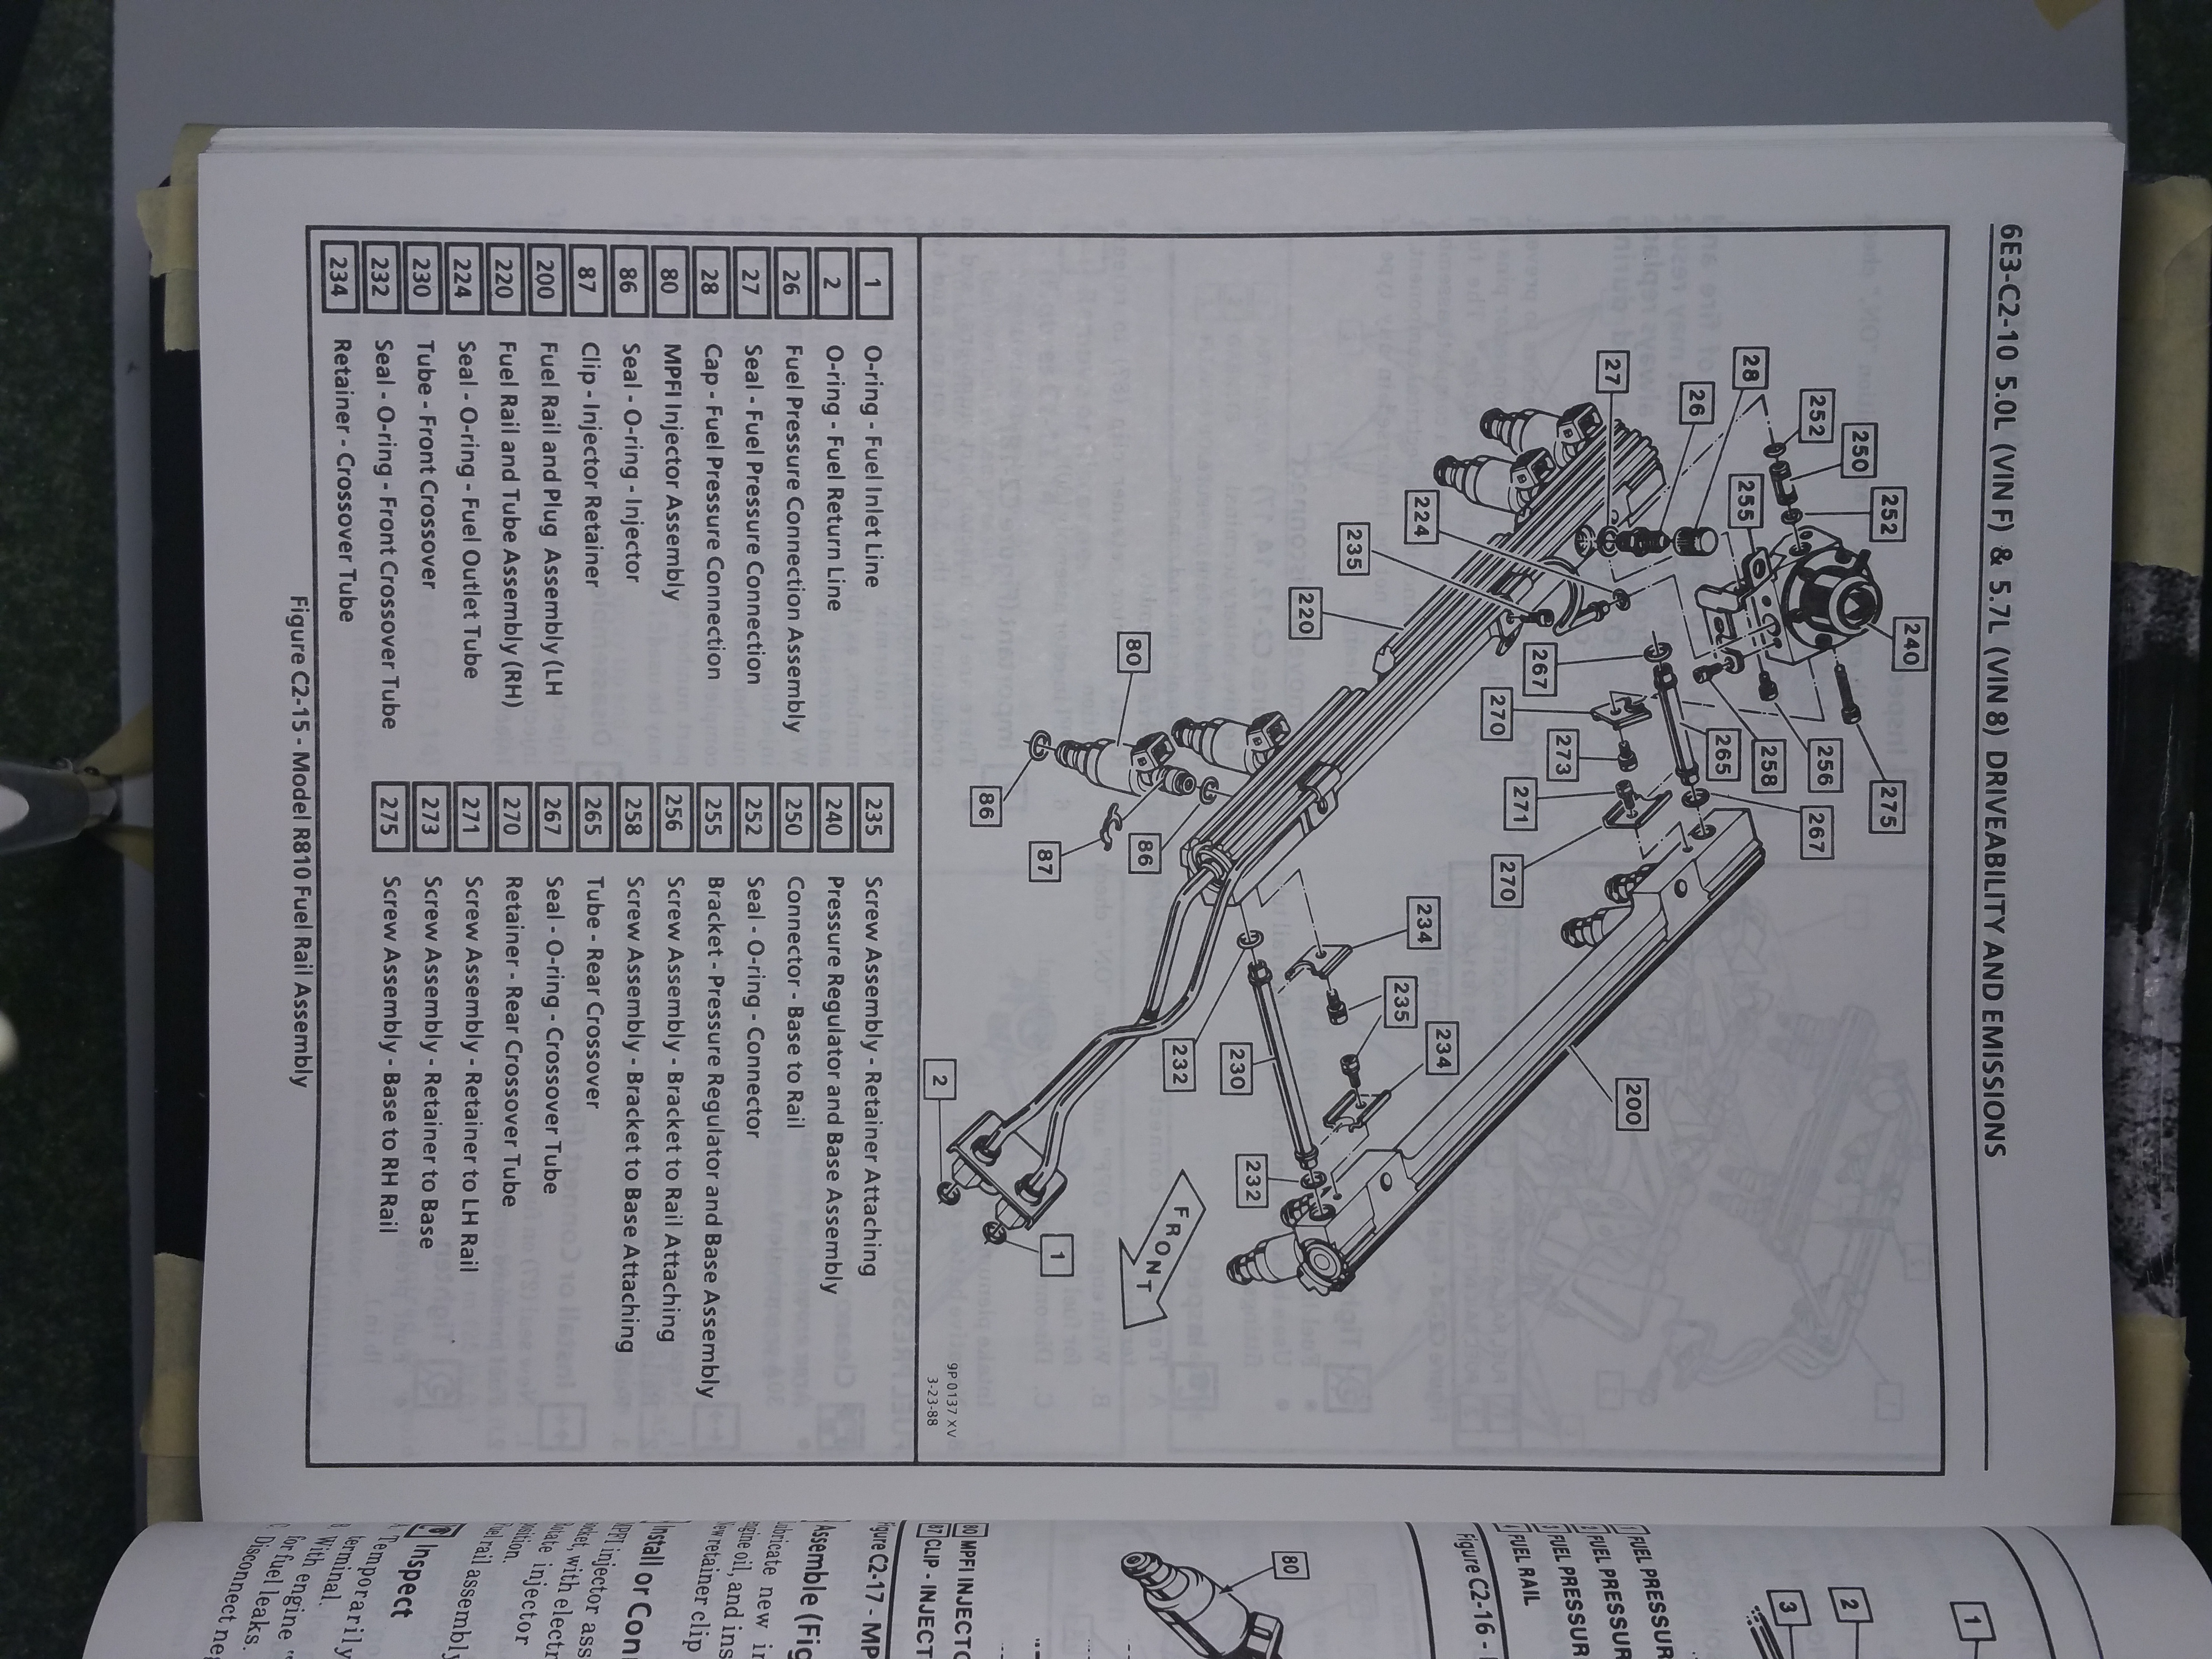 6E3-C2-10 5.0L (VIN F) & 5.7L (VIN 8) DRIVEABILITY AND EMISSIONS
28
252
250
252
26
27
255
240
224
235
220
267
270
273
271
265
258
256
275
267
270
80
86
87
86
234
235
234
232
230
232
200
2
1
FRONT
9P 0137 XV
3-23-88
1 O-ring - Fuel Inlet Line
2 O-ring - Fuel Return Line
26 Fuel Pressure Connection Assembly
27 Seal - Fuel Pressure Connection
28 Cap - Fuel Pressure Connection
80 MPFI Injector Assembly
86 Seal - O-ring - Injector
87 Clip - Injector Retainer
200 Fuel Rail and Plug Assembly (LH
220 Fuel Rail and Tube Assembly (RH)
224 Seal - O-ring - Fuel Outlet Tube
230 Tube - Front Crossover
232 Seal - O-ring - Front Crossover Tube
234 Retainer - Crossover Tube
235 Screw Assembly - Retainer Attaching
240 Pressure Regulator and Base Assembly
250 Connector - Base to Rail
252 Seal - O-ring - Connector
255 Bracket - Pressure Regulator and Base Assembly
256 Screw Assembly - Bracket to Rail Attaching
258 Screw Assembly - Bracket to Base Attaching
265 Tube - Rear Crossover
267 Seal - O-ring - Crossover Tube
270 Retainer - Rear Crossover Tube
271 Screw Assembly - Retainer to LH Rail
273 Screw Assembly - Retainer to Base
275 Screw Assembly - Base to RH Rail
Figure C2-15 - Model R810 Fuel Rail Assembly
1
2
3
1 FUEL PRESSUR
2 FUEL PRESSUR
3 FUEL PRESSUR
4 FUEL RAIL
Figure C2-16 -
80
80 MPFI INJECTO
87 CLIP - INJECT
Figure C2-17 - MP
Assemble (Fig
new in
engine oil, and ins
New retainer clip
Install or Con
MPFI injector ass
socket, with electr
Rotate injector
position.
Fuel rail assembly
Inspect
Temporarily
terminal.
With engine
for fuel leaks.
Disconnect neg